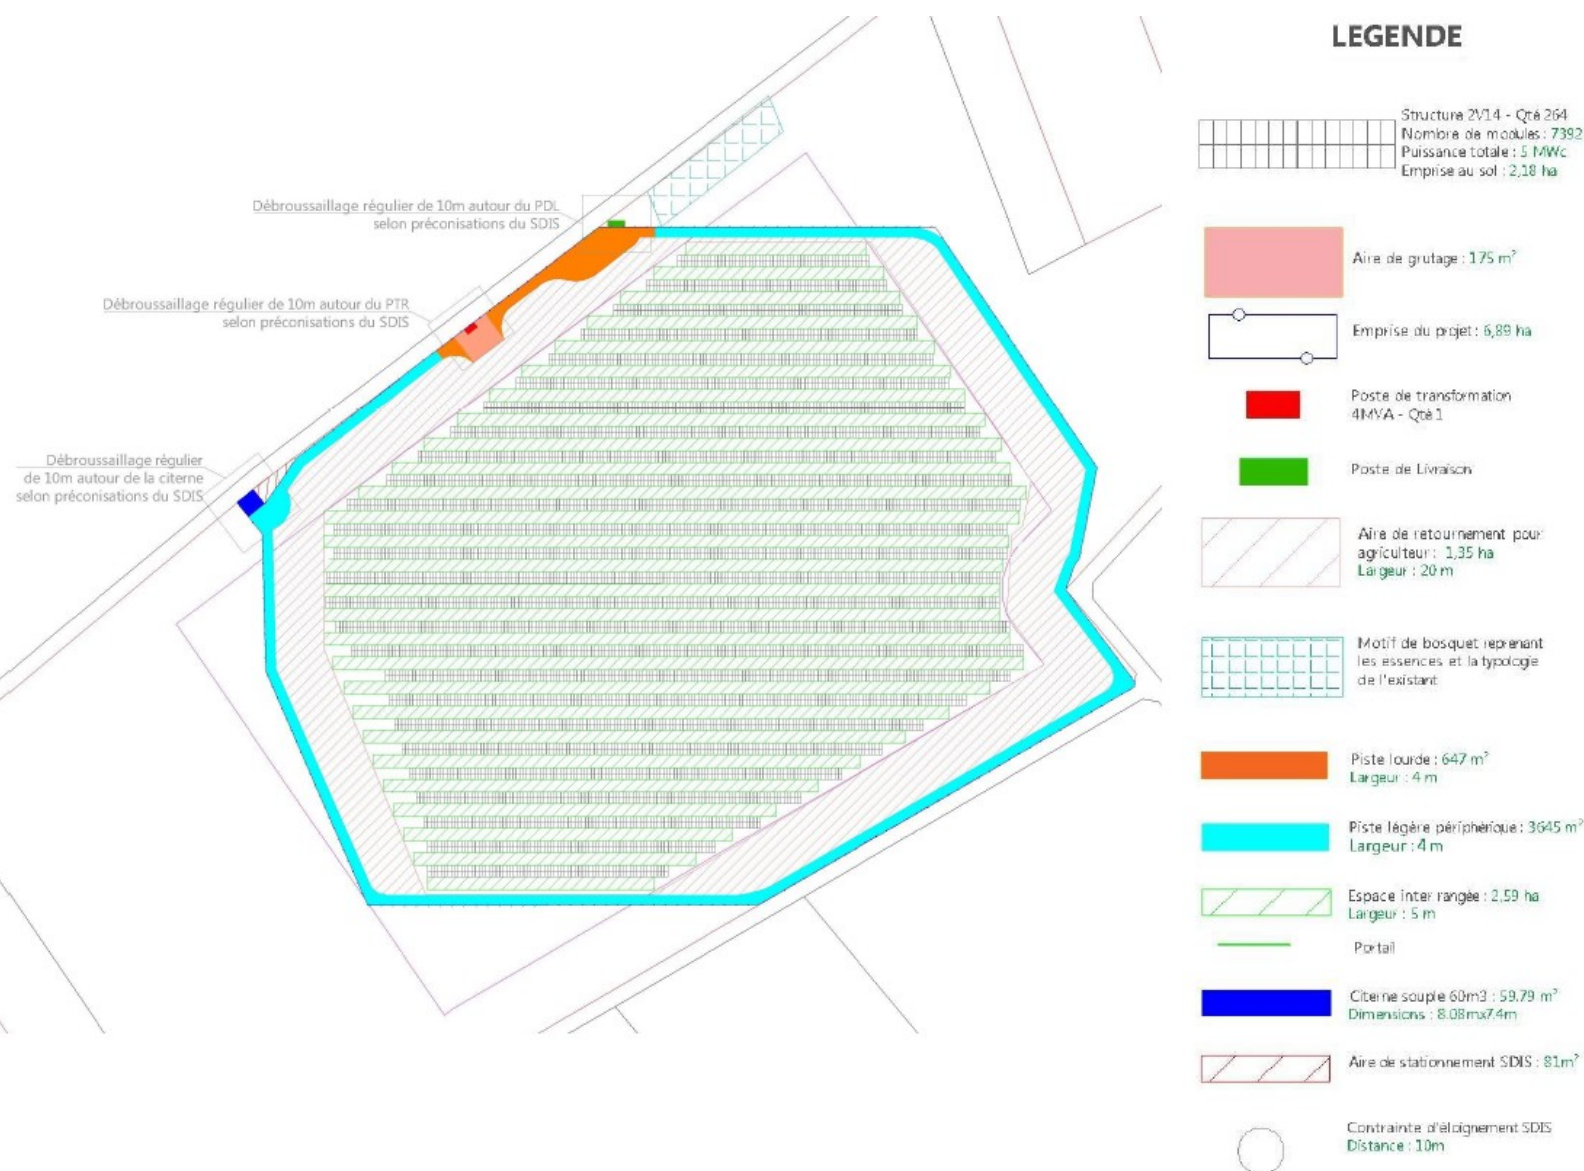 LEGENDE
Structure 2V14 - Qté 264
Nombre de modules : 7392
Puissance totale : 5 MWc
Emprise au sol : 2,18 ha
Aire de grutage : 175 m²
Emprise du projet : 6,89 ha
Poste de transformation
4MVA - Qté 1
Poste de Livraison
Aire de retournement pour
agriculteur : 1,35 ha
Largeur : 20 m
Motif de bosquet reprenant
les essences et la typologie
de l'existant
Piste lourde : 647 m²
Largeur : 4 m
Piste légère périphérique : 3645 m²
Largeur : 4 m
Espace inter rangée : 2,59 ha
Largeur : 5 m
Portail
Citerne souple 60m3 : 59.79 m²
Dimensions : 8.08mx7.4m
Aire de stationnement SDIS : 81m²
Contrainte d'éloignement SDIS
Distance : 10m
Débroussaillage régulier de 10m autour du PDL
selon préconisations du SDIS
Débroussaillage régulier de 10m autour du PTR
selon préconisations du SDIS
Débroussaillage régulier
de 10m autour de la citerne
selon préconisations du SDIS